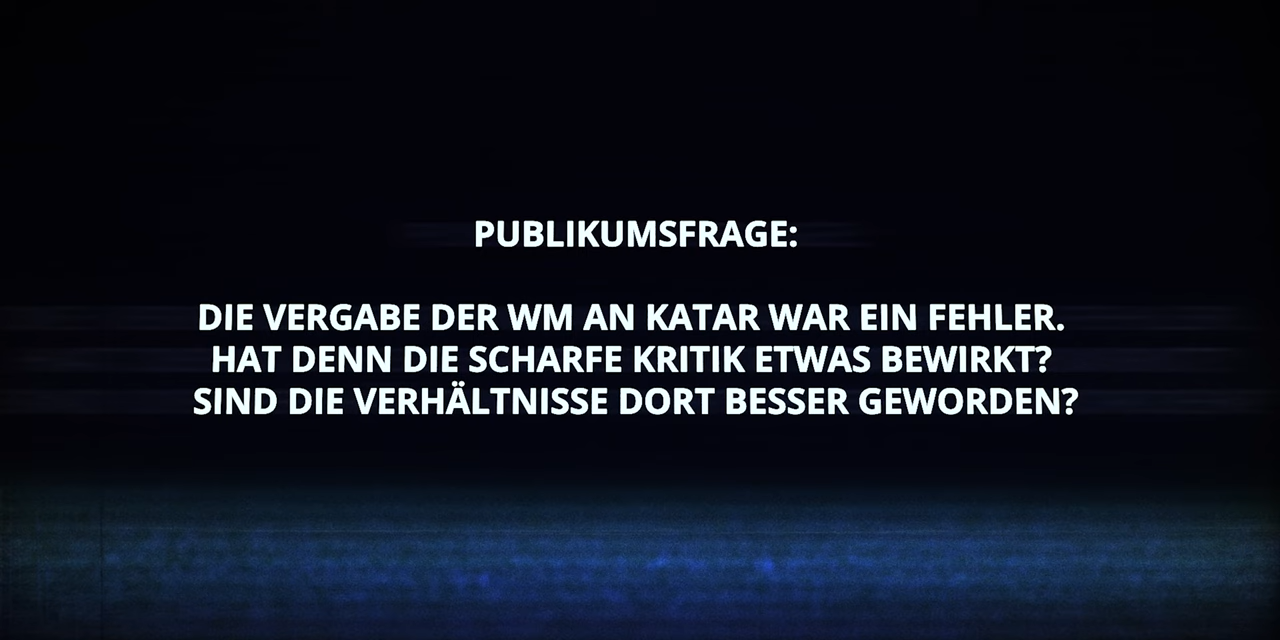 PUBLIKUMSFRAGE:
DIE VERGABE DER WM AN KATAR WAR EIN FEHLER.
HAT DENN DIE SCHARFE KRITIK ETWAS BEWIRKT?
SIND DIE VERHÄLTNISSE DORT BESSER GEWORDEN?